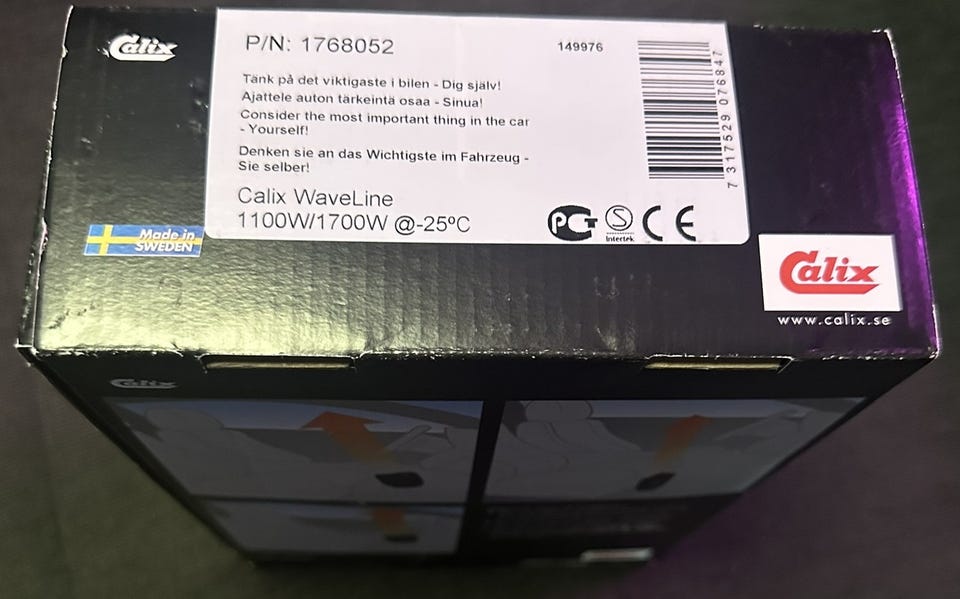 Calix
P/N: 1768052
149976
Tänk på det viktigaste i bilen - Dig själv!
Ajattele auton tärkeintä osaa - Sinua!
Consider the most important thing in the car
- Yourself!
Denken sie an das Wichtigste im Fahrzeug -
Sie selber!
Calix WaveLine
1100W/1700W @-25ºC
7 317529 076847
PCT
S
Intertek
CE
Made in
SWEDEN
Calix
www.calix.se
Calix